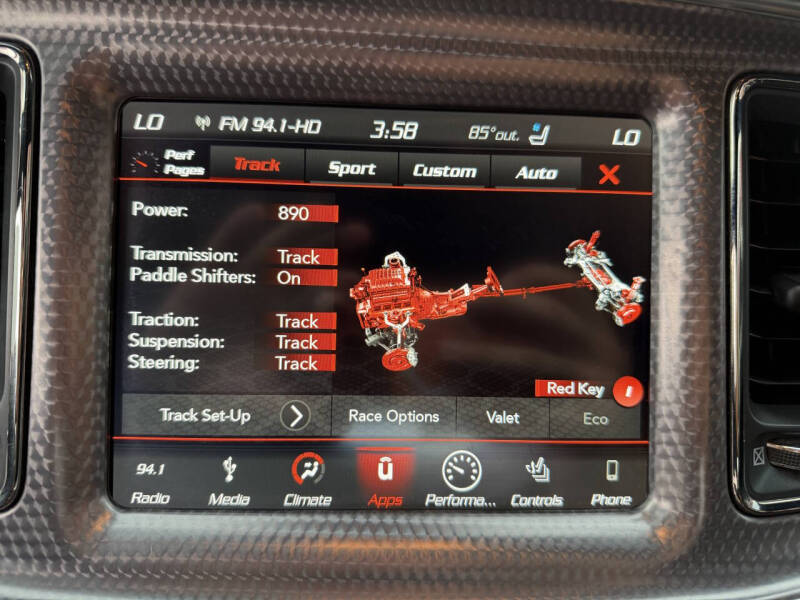 LO FM 94.1-HD 3:58 85°out. LO
Perf Pages Track Sport Custom Auto X
Power: 890
Transmission: Track
Paddle Shifters: On
Traction: Track
Suspension: Track
Steering: Track
Red Key
Track Set-Up Race Options Valet Eco
94.1
Radio Media Climate Apps Performa... Controls Phone